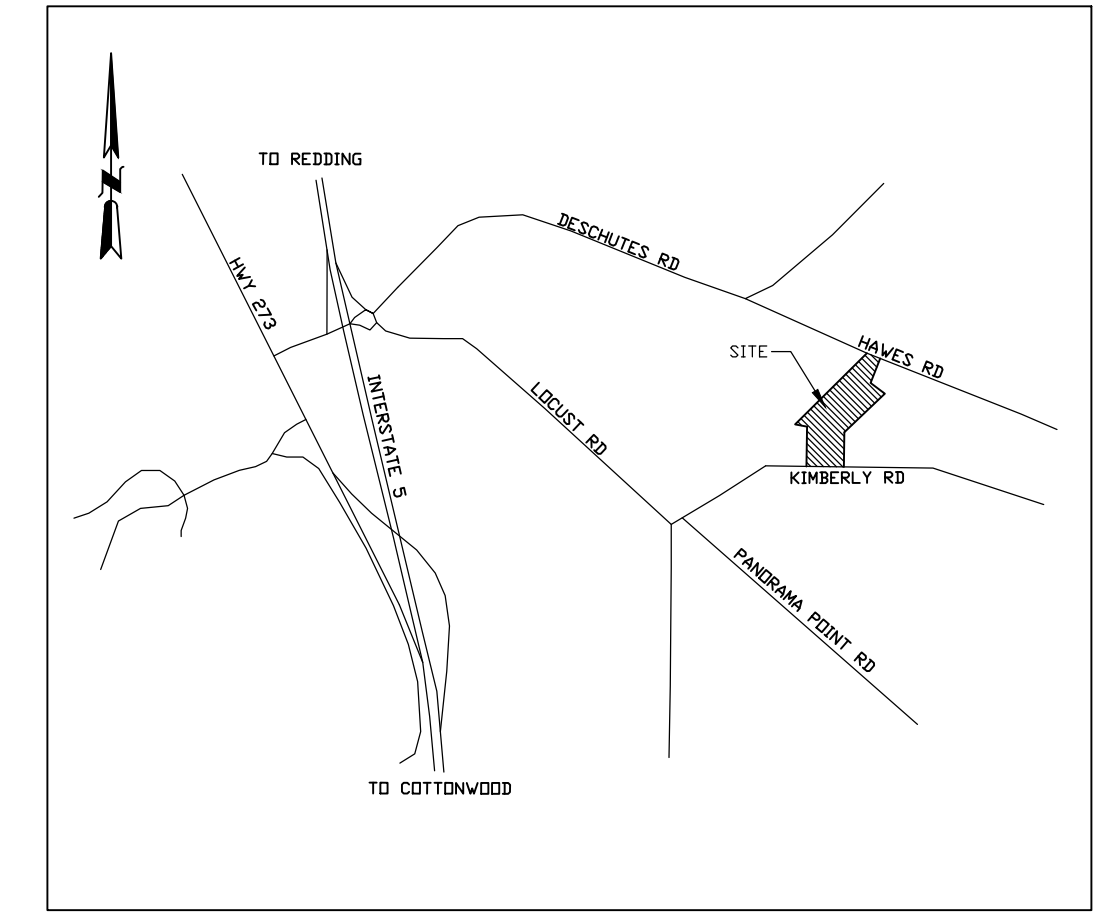 N
TO REDDING
DESCHUTES RD
HWY 273
HAWES RD
SITE
INTERSTATE 5
LOCUST RD
KIMBERLY RD
PANORAMA POINT RD
TO COTTONWOOD